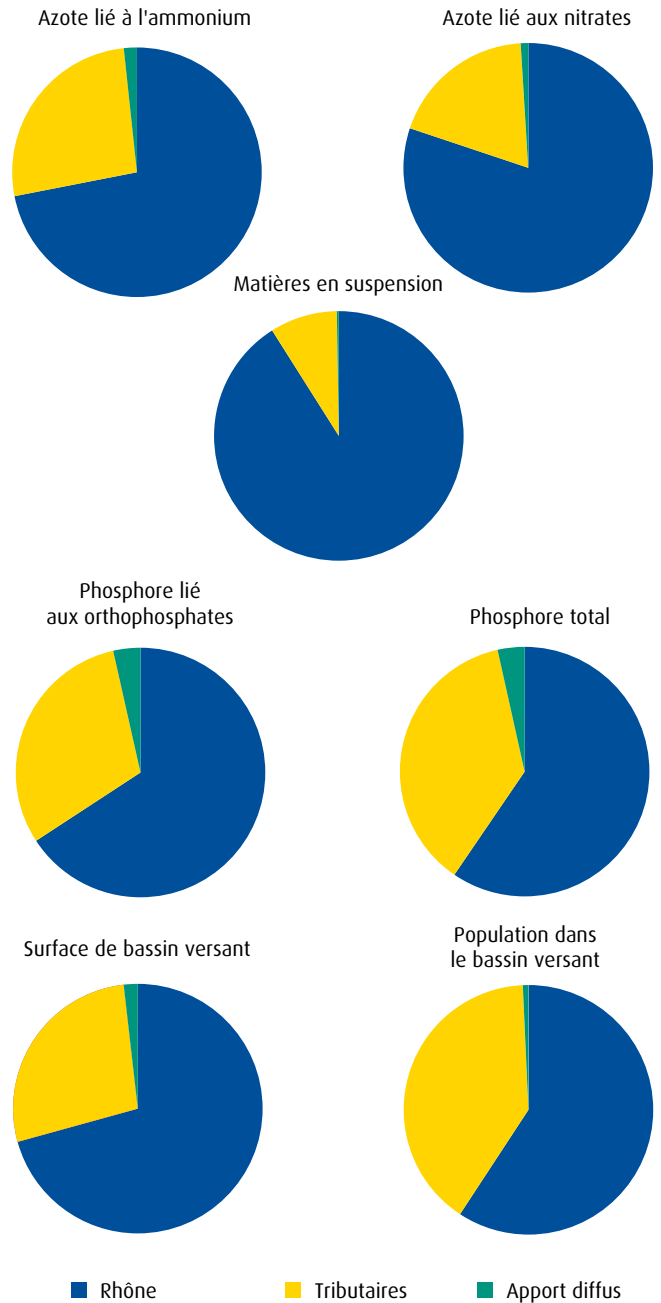 Azote lié à l'ammonium
Azote lié aux nitrates
Matières en suspension
Phosphore lié
aux orthophosphates
Phosphore total
Surface de bassin versant
Population dans
le bassin versant
Rhône
Tributaires
Apport diffus